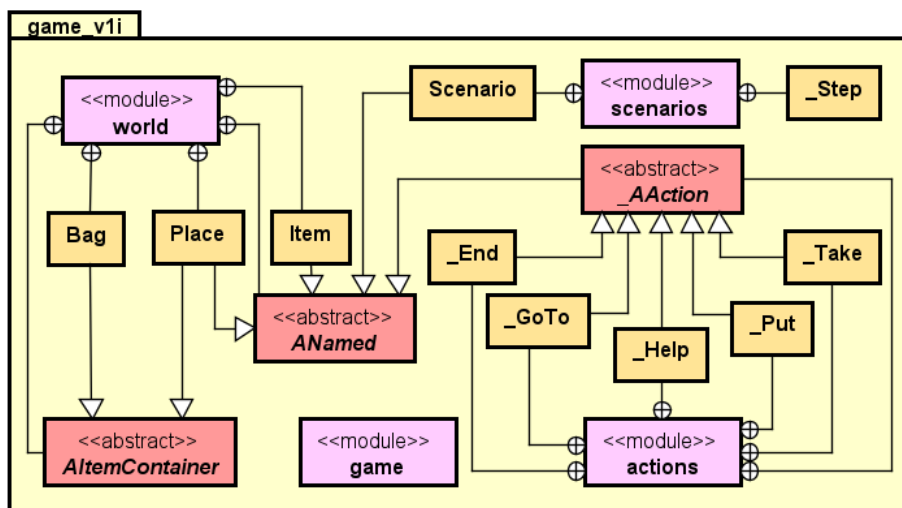 game_v1i
<<module>>
world
Scenario
<<module>>
scenarios
_Step
<<abstract>>
_AAction
Bag
Place
Item
_End
_Take
<<abstract>>
ANamed
_GoTo
_Help
_Put
<<abstract>>
AItemContainer
<<module>>
game
<<module>>
actions